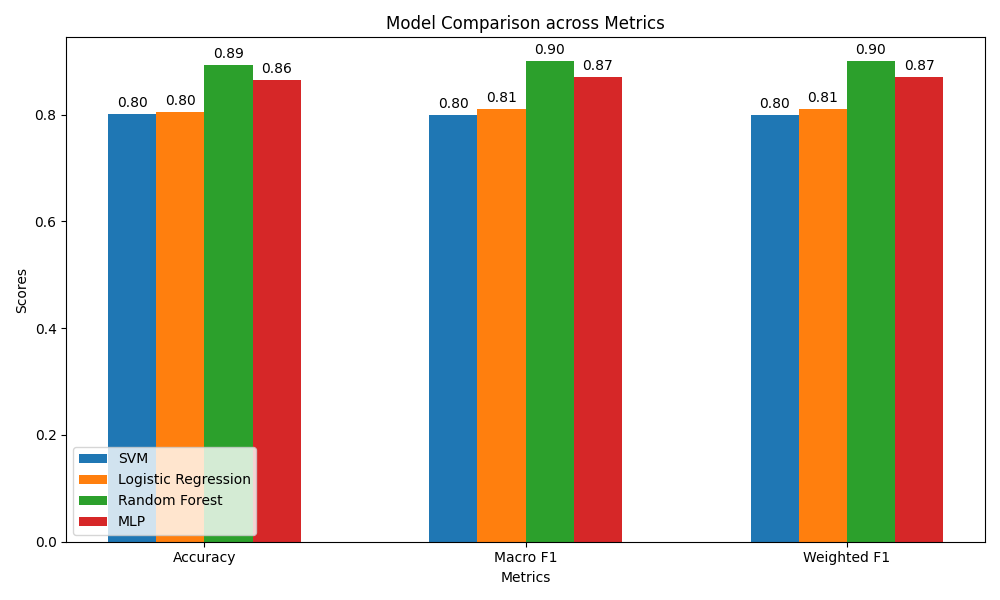 Model Comparison across Metrics
0.80 0.80 0.89 0.86
0.80 0.81 0.90 0.87
0.80 0.81 0.90 0.87
Scores
0.8
0.6
0.4
0.2
0.0
SVM
Logistic Regression
Random Forest
MLP
Accuracy Macro F1 Weighted F1
Metrics